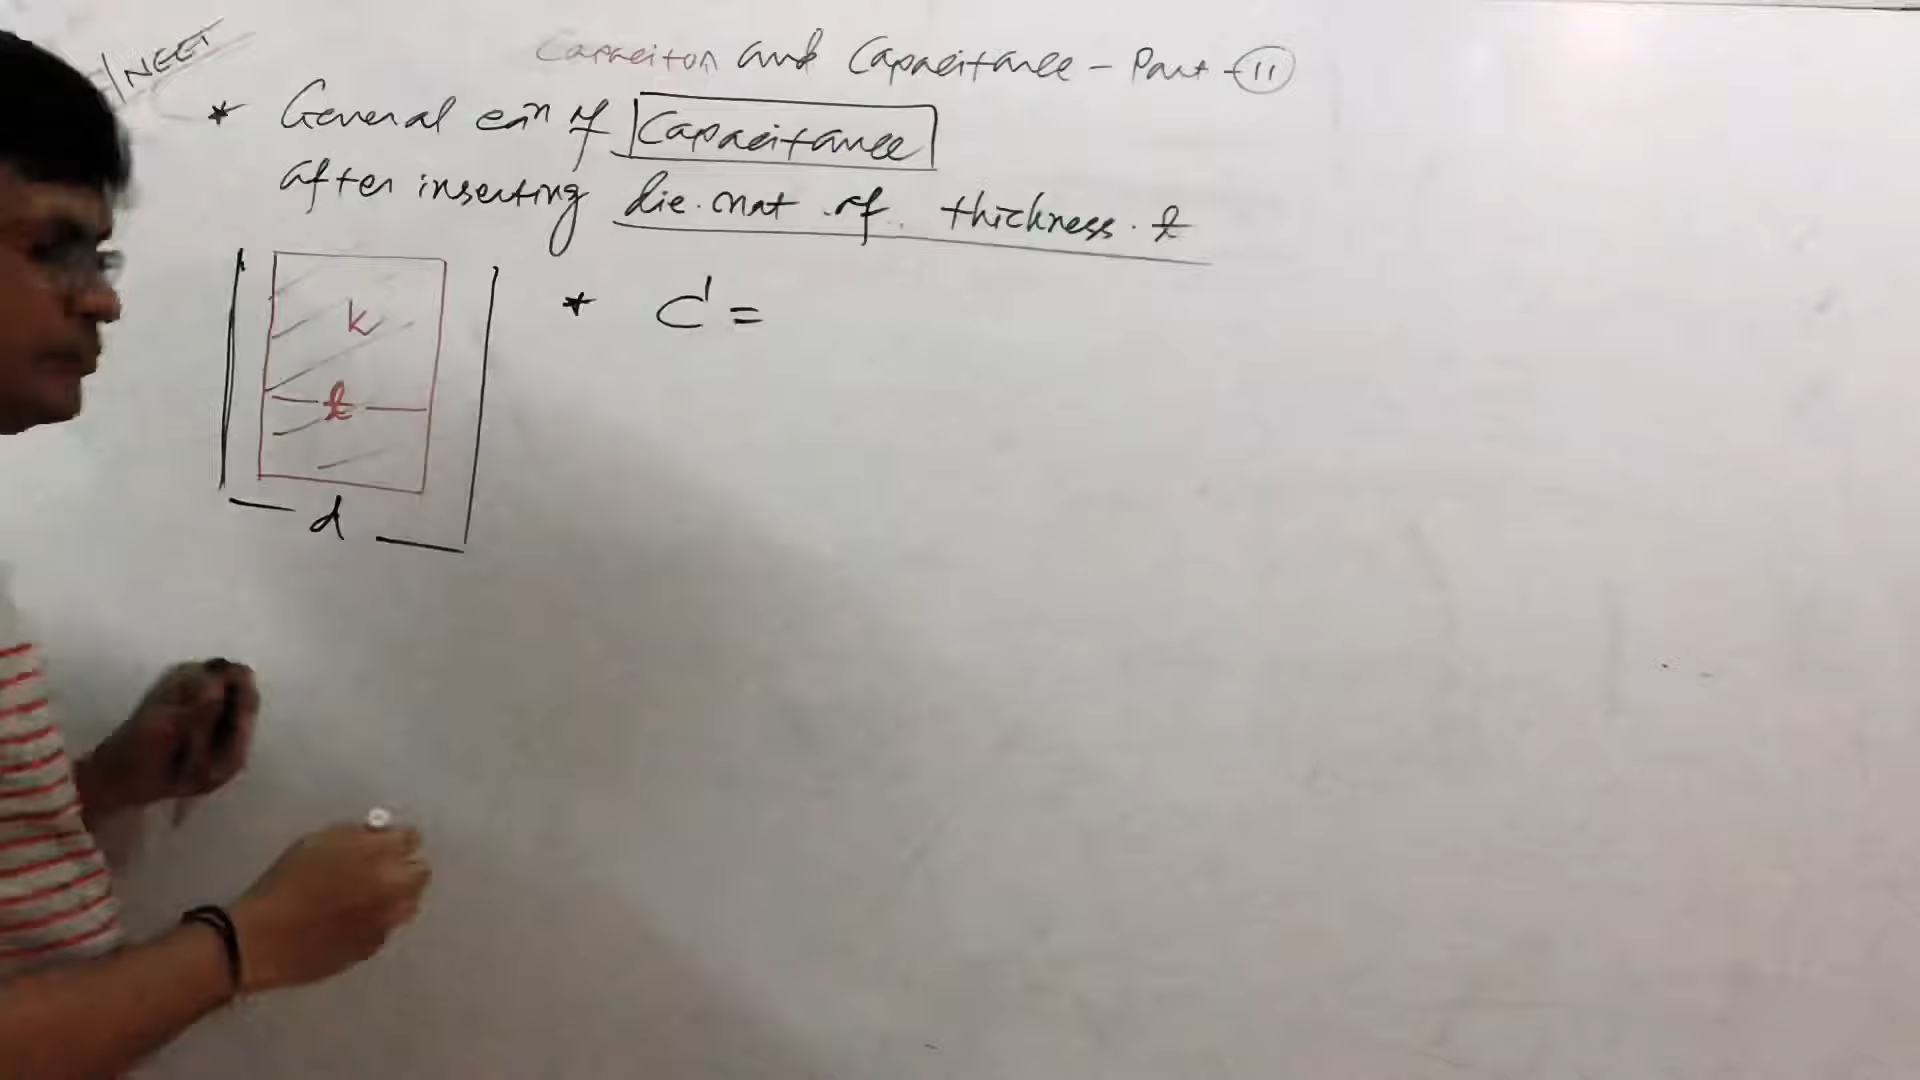 /NEET
Capacitor and Capacitance - Part - 11
* General eqn of Capacitance
after inserting die. mat. of. thickness. t
k
t
d
* C' =